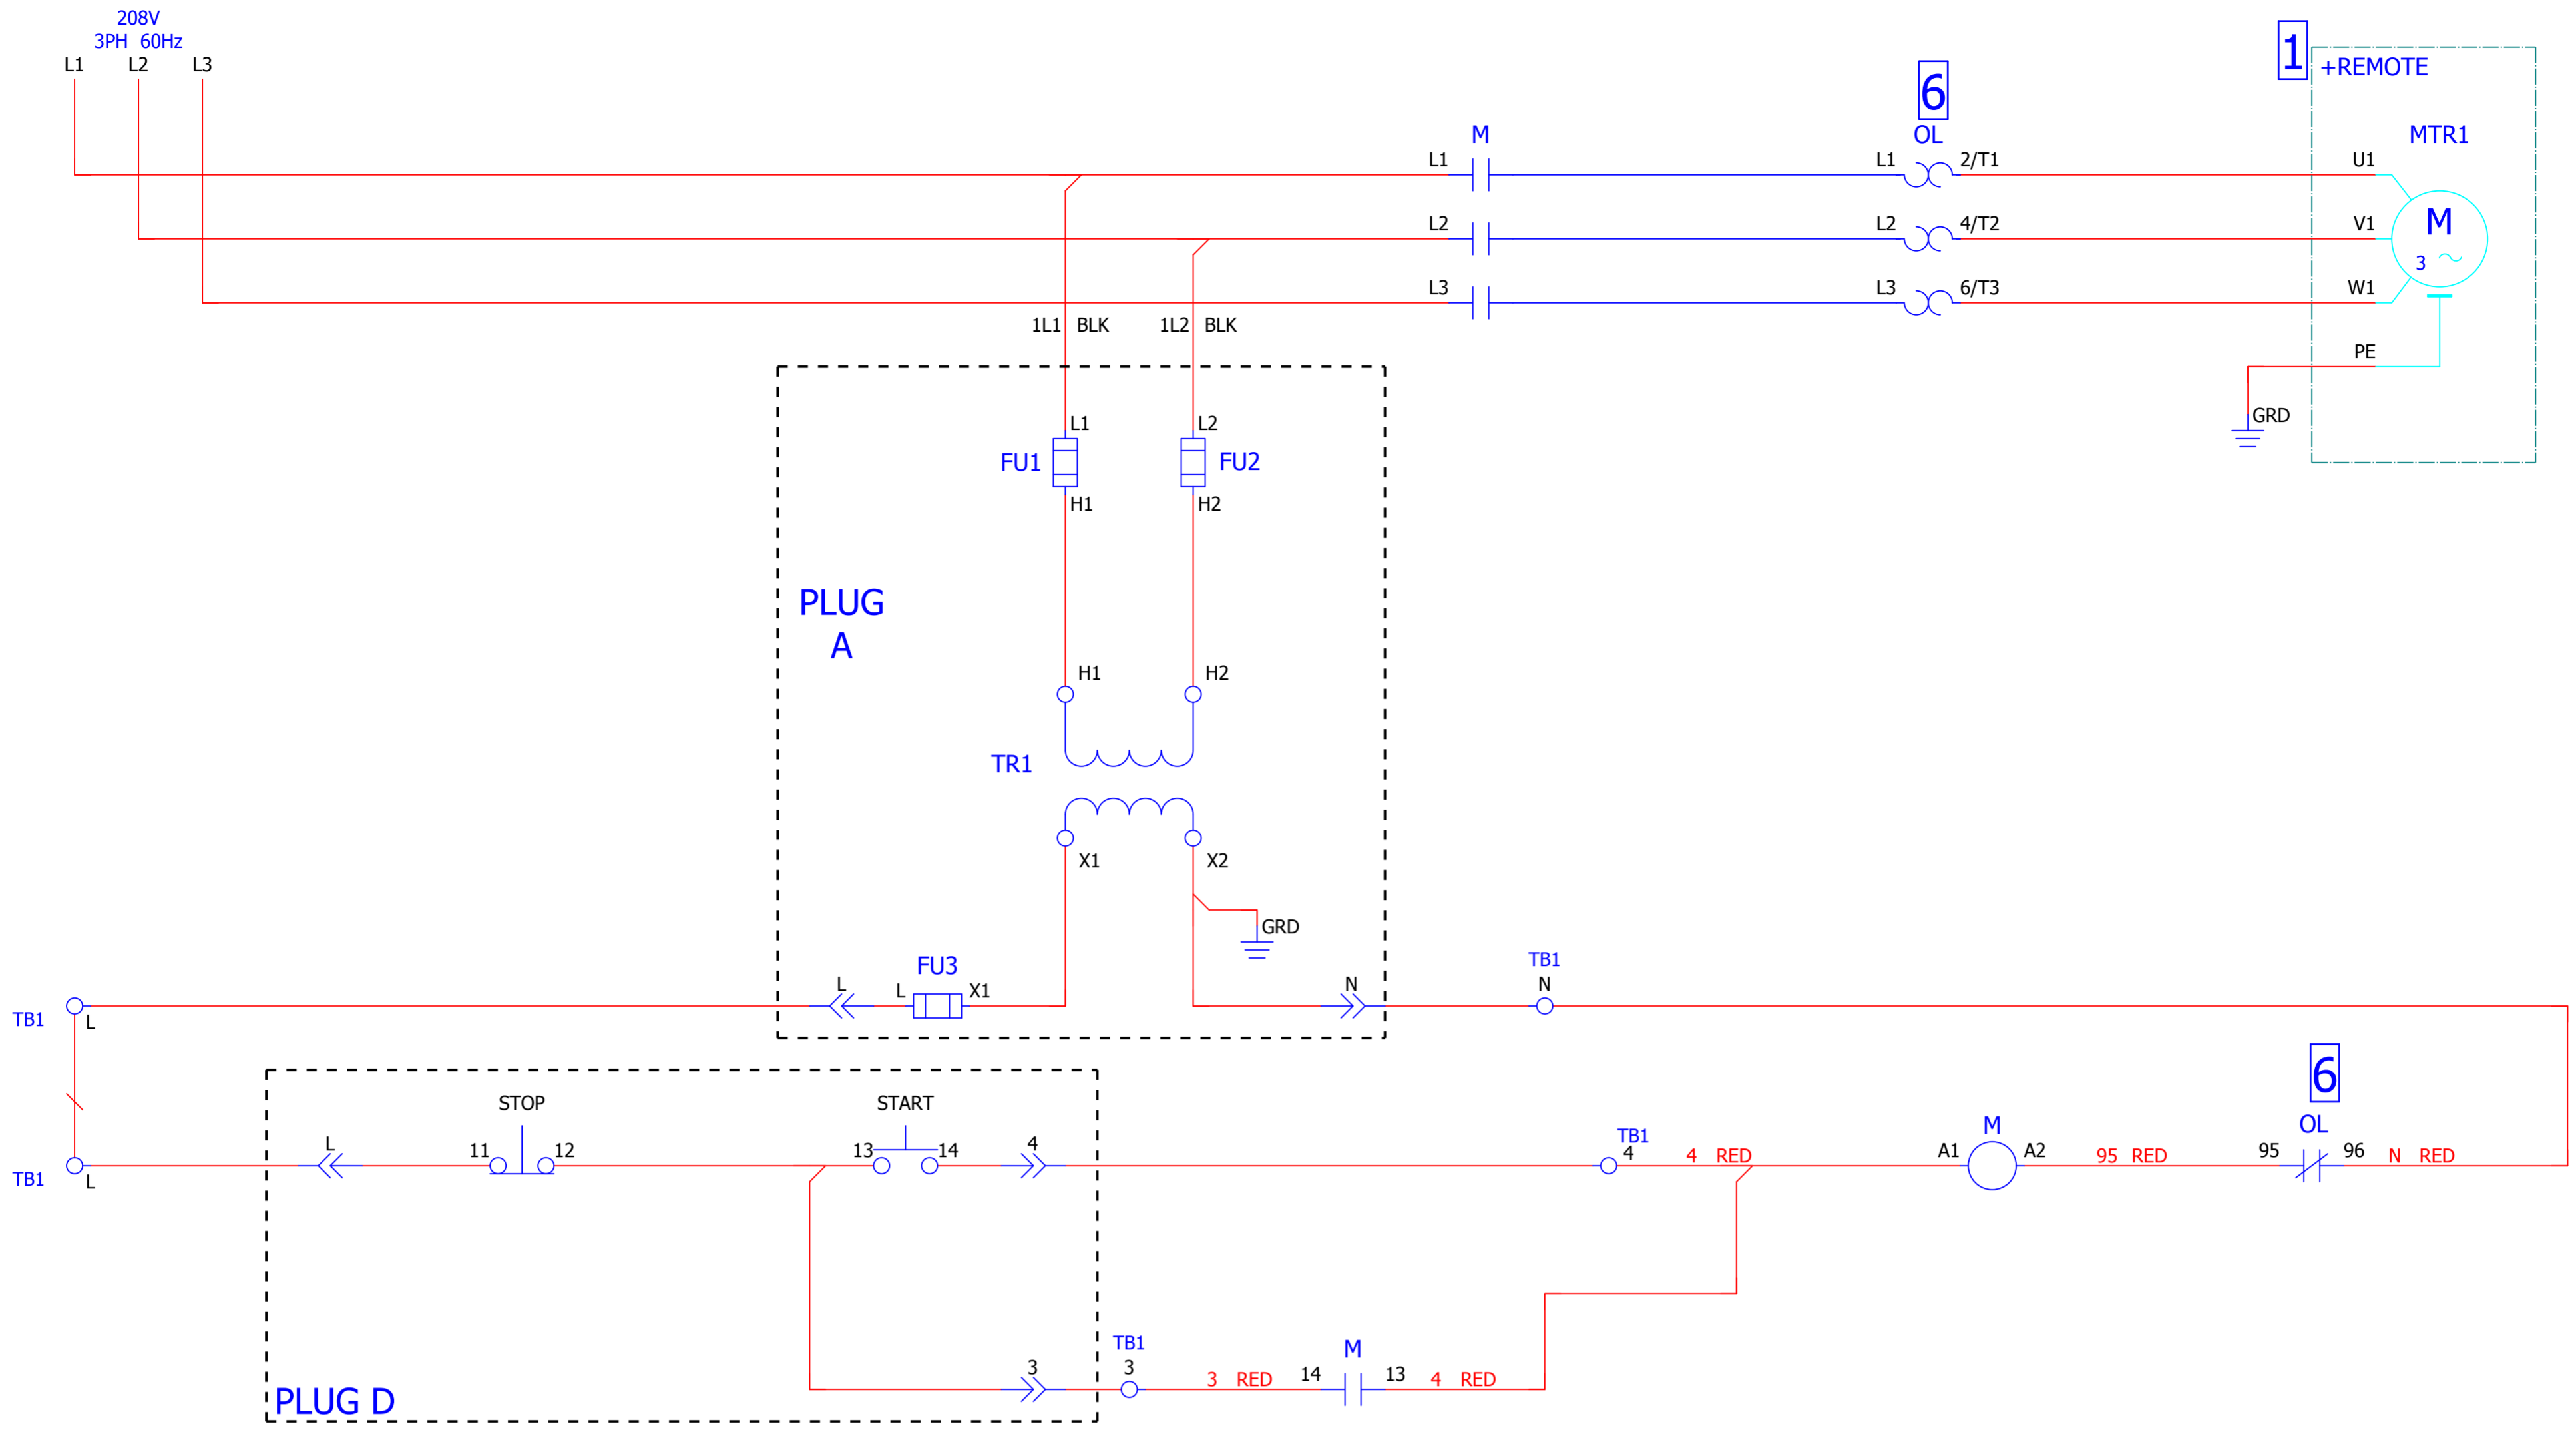 208V
3PH 60Hz
L1 L2 L3
1
+REMOTE
6
OL
M
MTR1
L1 L1 2/T1 U1
L2 L2 4/T2 V1
M
3
L3 L3 6/T3 W1
1L1 BLK 1L2 BLK
PE
GRD
L1 L2
FU1 FU2
H1 H2
PLUG
A
H1 H2
TR1
X1 X2
GRD
FU3
TB1
L L X1 N N
TB1 L
6
STOP START M OL
TB1
L 11 12 13 14 4 4 4 RED A1 A2 95 RED 95 96 N RED
TB1 L
TB1 M
3 3 3 RED 14 13 4 RED
PLUG D